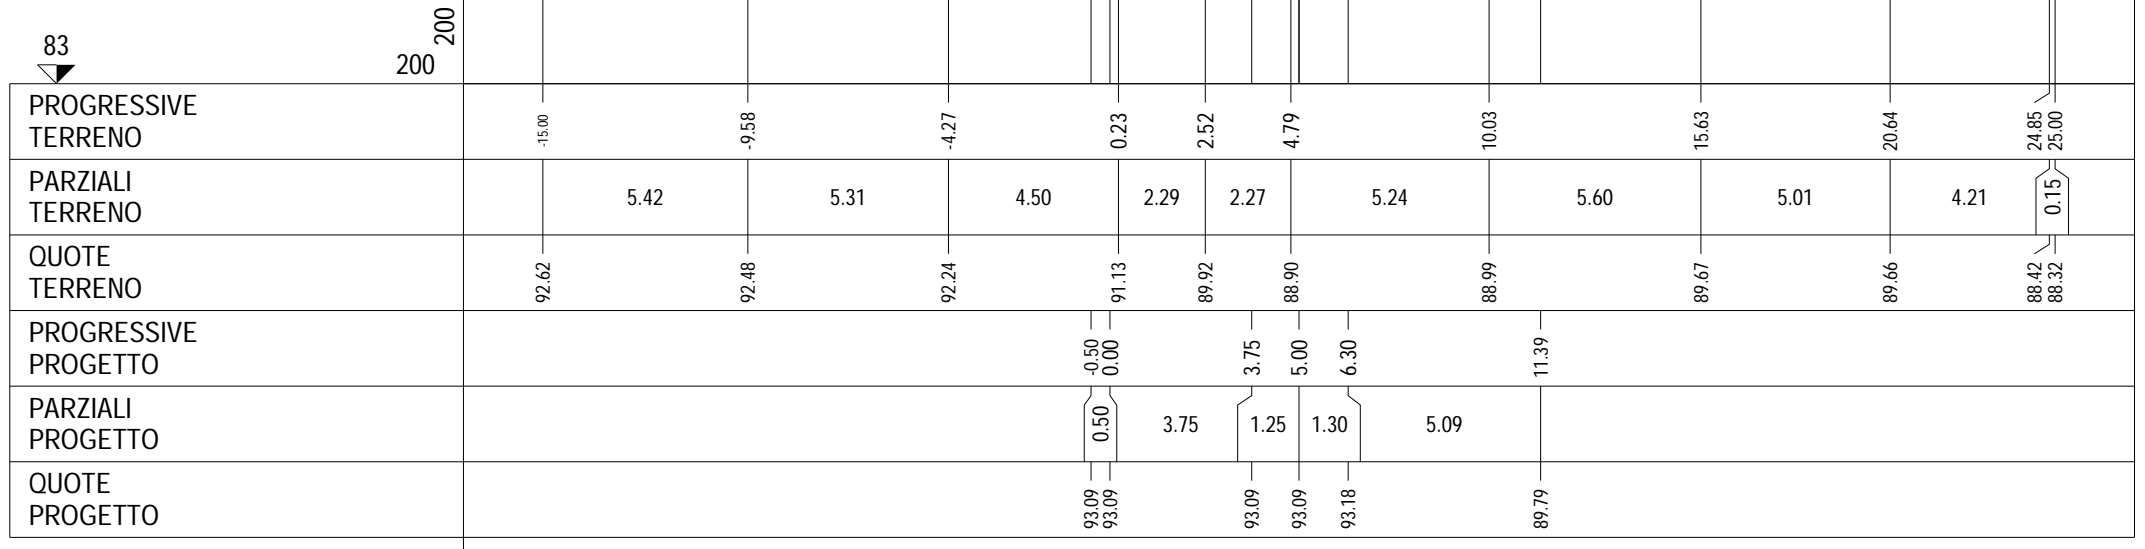 83
200
200
PROGRESSIVE
TERRENO
-15.00 -9.58 -4.27 0.23 2.52 4.79 10.03 15.63 20.64 24.85 25.00
PARZIALI
TERRENO
5.42 5.31 4.50 2.29 2.27 5.24 5.60 5.01 4.21 0.15
QUOTE
TERRENO
92.62 92.48 92.24 91.13 89.92 88.90 88.99 89.67 89.66 88.42 88.32
PROGRESSIVE
PROGETTO
-0.50 0.00 3.75 5.00 6.30 11.39
PARZIALI
PROGETTO
0.50 3.75 1.25 1.30 5.09
QUOTE
PROGETTO
93.09 93.09 93.09 93.09 93.18 89.79